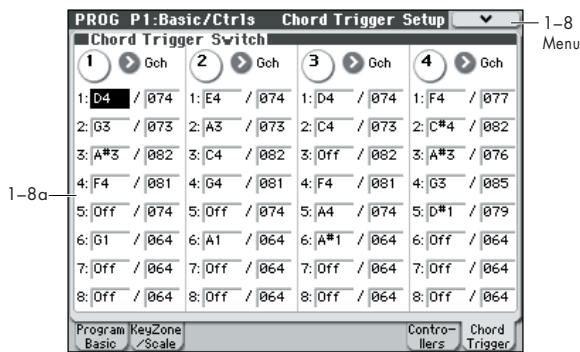 PROG P1:Basic/Ctrls Chord Trigger Setup
1–8
Menu
Chord Trigger Switch
1 Gch 2 Gch 3 Gch 4 Gch
1: D4 / 074 1: E4 / 074 1: D4 / 074 1: F4 / 077
2: G3 / 073 2: A3 / 073 2: C4 / 073 2: C#4 / 082
3: A#3 / 082 3: C4 / 082 3: Off / 082 3: A#3 / 076
1–8a
4: F4 / 081 4: G4 / 081 4: F4 / 081 4: G3 / 085
5: Off / 074 5: Off / 074 5: A4 / 074 5: D#1 / 079
6: G1 / 064 6: A1 / 064 6: A#1 / 064 6: Off / 064
7: Off / 064 7: Off / 064 7: Off / 064 7: Off / 064
8: Off / 064 8: Off / 064 8: Off / 064 8: Off / 064
Program KeyZone Contro– Chord
Basic /Scale llers Trigger